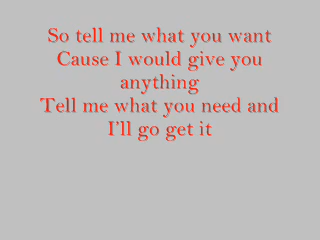 So tell me what you want
Cause I would give you
anything
Tell me what you need and
I'll go get it